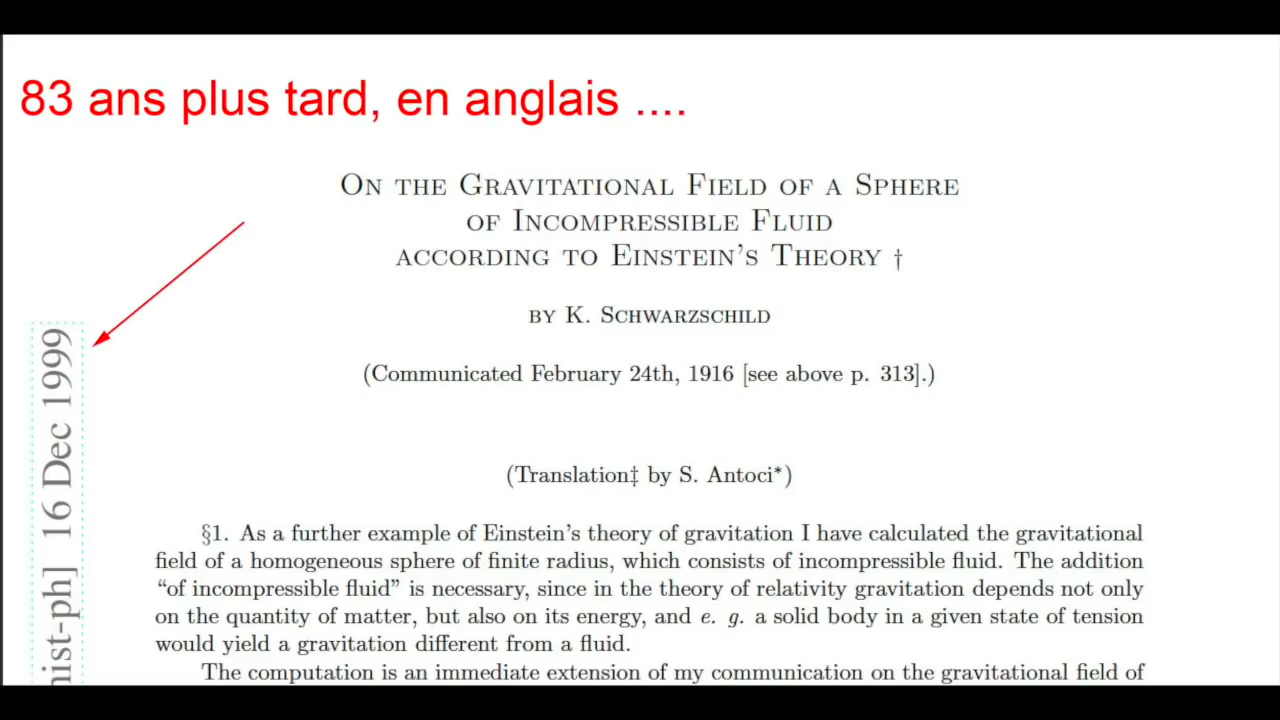 83 ans plus tard, en anglais ....
On the Gravitational Field of a Sphere
of Incompressible Fluid
according to Einstein's Theory †
by K. Schwarzschild
(Communicated February 24th, 1916 [see above p. 313].)
(Translation‡ by S. Antoci*)
§1. As a further example of Einstein's theory of gravitation I have calculated the gravitational
field of a homogeneous sphere of finite radius, which consists of incompressible fluid. The addition
“of incompressible fluid” is necessary, since in the theory of relativity gravitation depends not only
on the quantity of matter, but also on its energy, and e. g. a solid body in a given state of tension
would yield a gravitation different from a fluid.
The computation is an immediate extension of my communication on the gravitational field of
hist-ph] 16 Dec 1999